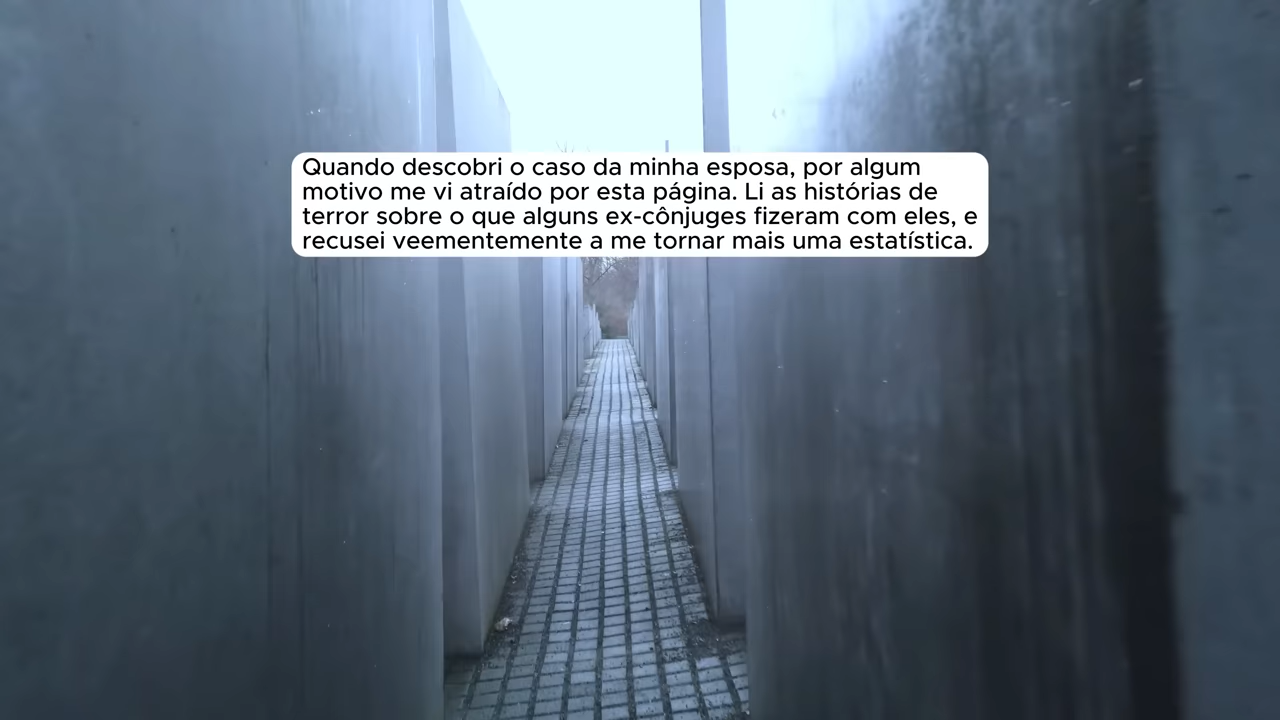 Quando descobri o caso da minha esposa, por algum
motivo me vi atraído por esta página. Li as histórias de
terror sobre o que alguns ex-cônjuges fizeram com eles, e
recusei veementemente a me tornar mais uma estatística.